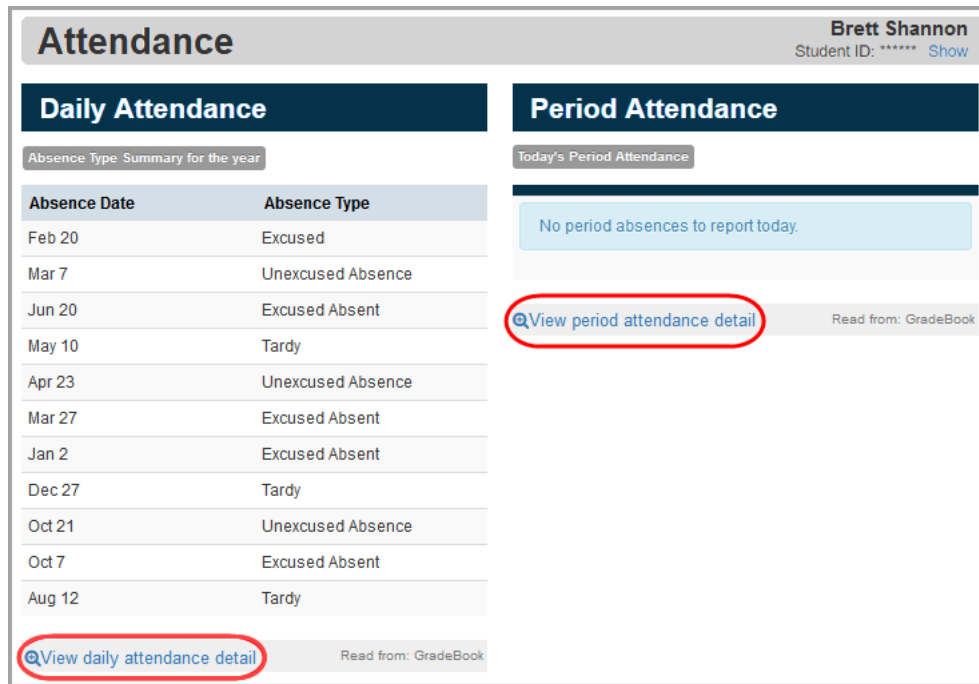 Attendance
Brett Shannon
Student ID: ****** Show
Daily Attendance
Absence Type Summary for the year
Absence Date Absence Type
Feb 20 Excused
Mar 7 Unexcused Absence
Jun 20 Excused Absent
May 10 Tardy
Apr 23 Unexcused Absence
Mar 27 Excused Absent
Jan 2 Excused Absent
Dec 27 Tardy
Oct 21 Unexcused Absence
Oct 7 Excused Absent
Aug 12 Tardy
View daily attendance detail Read from: GradeBook
Period Attendance
Today's Period Attendance
No period absences to report today.
View period attendance detail Read from: GradeBook